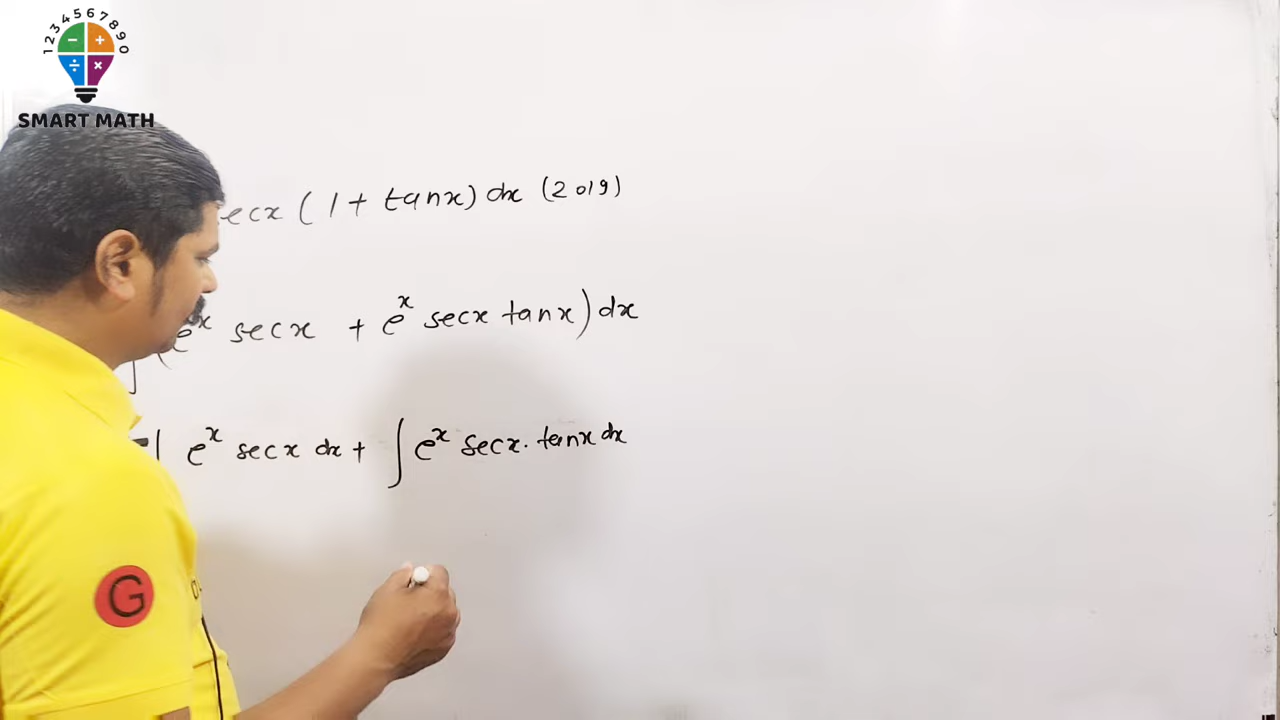 1234567890
− + ÷ ×
SMART MATH
ecx (1 + tanx) dx (2019)
e^x secx + e^x secx tanx) dx
∫ e^x secx dx + ∫ e^x secx. tanx dx
G